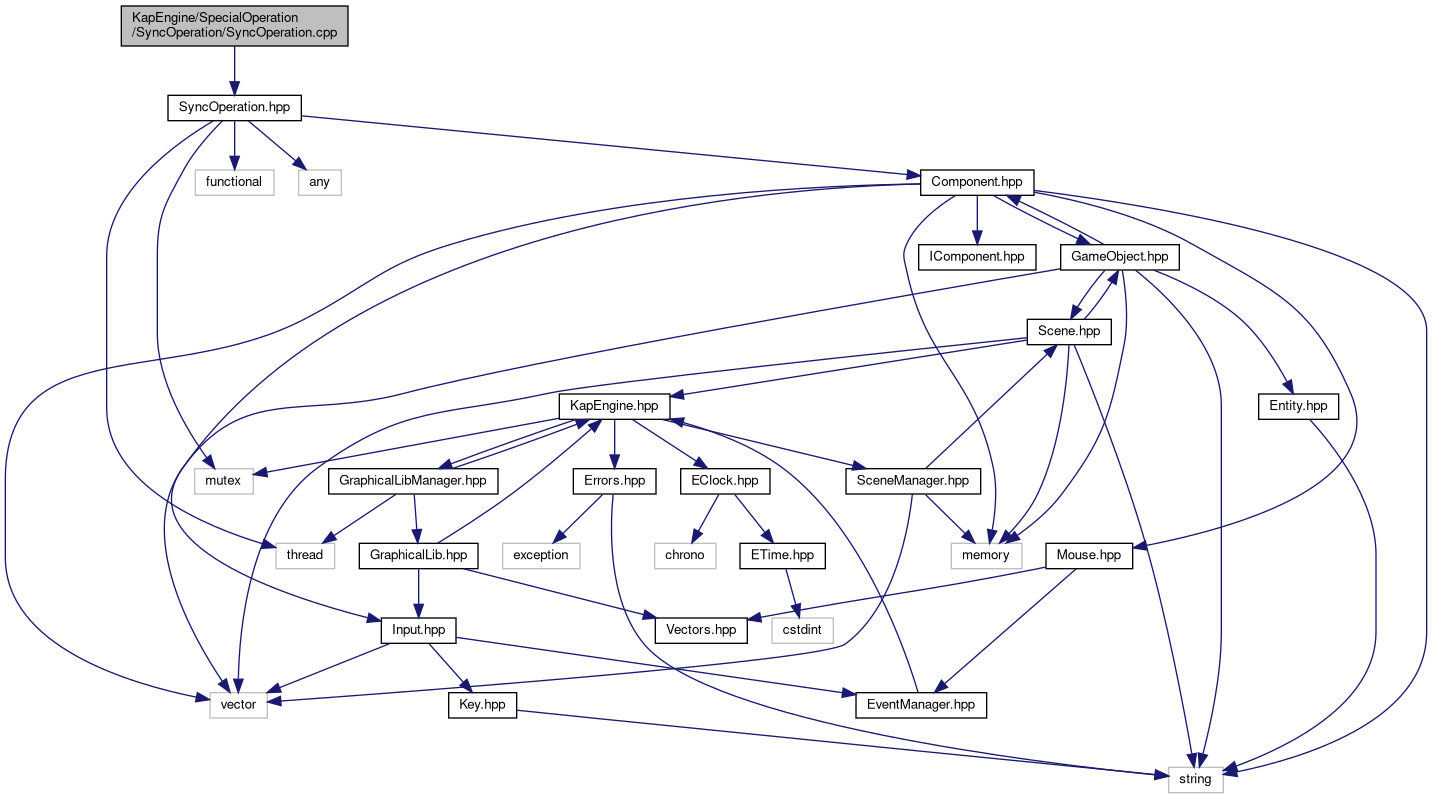 KapEngine/SpecialOperation
/SyncOperation/SyncOperation.cpp
SyncOperation.hpp
functional
any
Component.hpp
IComponent.hpp
GameObject.hpp
Scene.hpp
KapEngine.hpp
Entity.hpp
mutex
GraphicalLibManager.hpp
Errors.hpp
EClock.hpp
SceneManager.hpp
thread
GraphicalLib.hpp
exception
chrono
ETime.hpp
memory
Mouse.hpp
Input.hpp
Vectors.hpp
cstdint
vector
Key.hpp
EventManager.hpp
string